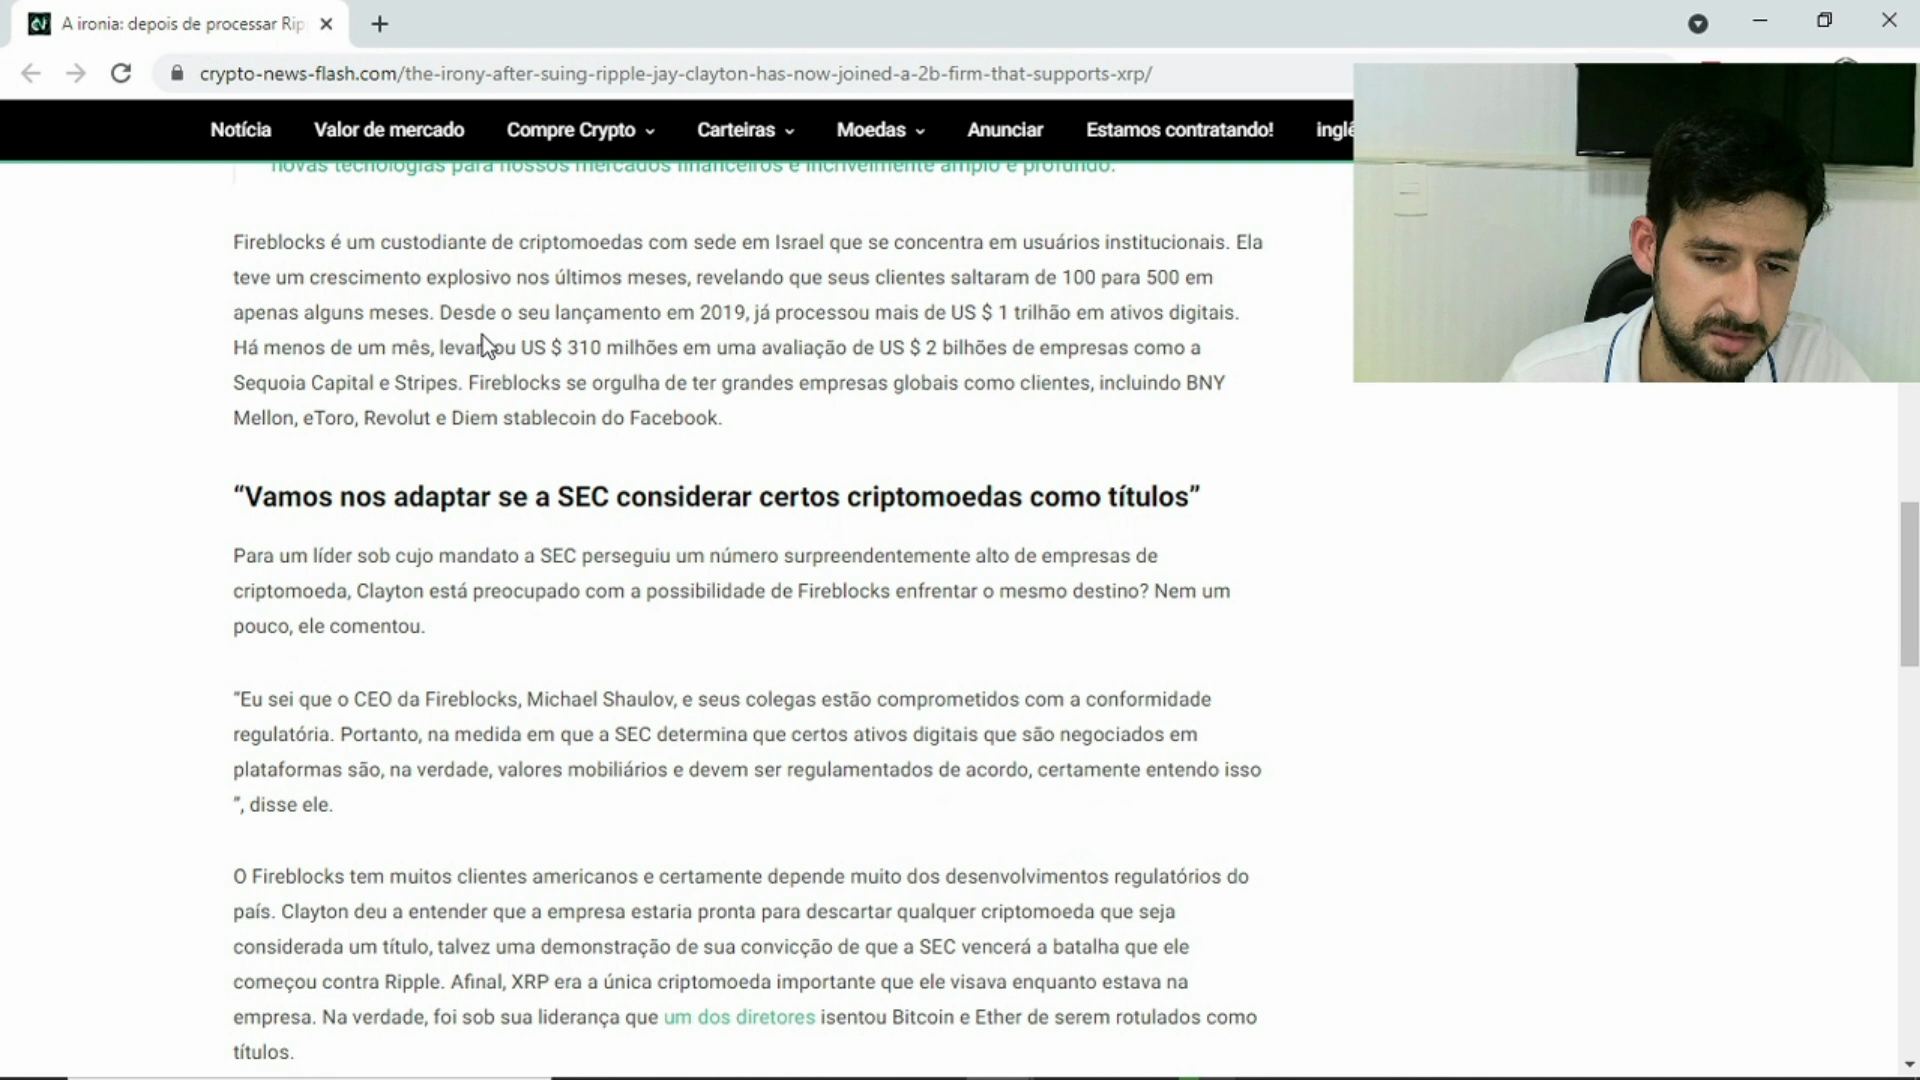 A ironia: depois de processar Rip
crypto-news-flash.com/the-irony-after-suing-ripple-jay-clayton-has-now-joined-a-2b-firm-that-supports-xrp/
Notícia Valor de mercado Compre Crypto Carteiras Moedas Anunciar Estamos contratando! inglê
novas tecnologias para nossos mercados financeiros é incrivelmente amplo e profundo.
Fireblocks é um custodiante de criptomoedas com sede em Israel que se concentra em usuários institucionais. Ela
teve um crescimento explosivo nos últimos meses, revelando que seus clientes saltaram de 100 para 500 em
apenas alguns meses. Desde o seu lançamento em 2019, já processou mais de US $ 1 trilhão em ativos digitais.
Há menos de um mês, levantou US $ 310 milhões em uma avaliação de US $ 2 bilhões de empresas como a
Sequoia Capital e Stripes. Fireblocks se orgulha de ter grandes empresas globais como clientes, incluindo BNY
Mellon, eToro, Revolut e Diem stablecoin do Facebook.
“Vamos nos adaptar se a SEC considerar certos criptomoedas como títulos”
Para um líder sob cujo mandato a SEC perseguiu um número surpreendentemente alto de empresas de
criptomoeda, Clayton está preocupado com a possibilidade de Fireblocks enfrentar o mesmo destino? Nem um
pouco, ele comentou.
“Eu sei que o CEO da Fireblocks, Michael Shaulov, e seus colegas estão comprometidos com a conformidade
regulatória. Portanto, na medida em que a SEC determina que certos ativos digitais que são negociados em
plataformas são, na verdade, valores mobiliários e devem ser regulamentados de acordo, certamente entendo isso
”, disse ele.
O Fireblocks tem muitos clientes americanos e certamente depende muito dos desenvolvimentos regulatórios do
país. Clayton deu a entender que a empresa estaria pronta para descartar qualquer criptomoeda que seja
considerada um título, talvez uma demonstração de sua convicção de que a SEC vencerá a batalha que ele
começou contra Ripple. Afinal, XRP era a única criptomoeda importante que ele visava enquanto estava na
empresa. Na verdade, foi sob sua liderança que um dos diretores isentou Bitcoin e Ether de serem rotulados como
títulos.